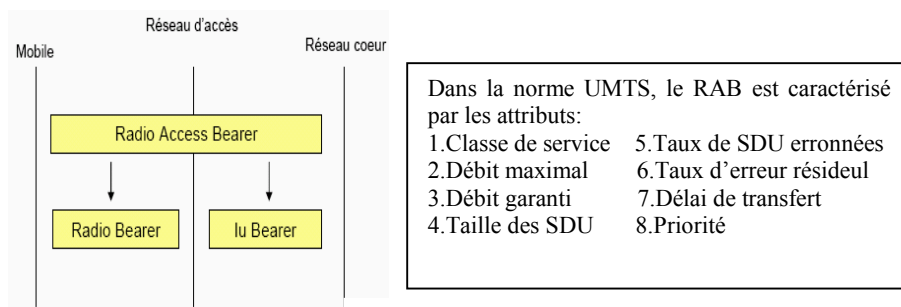 Réseau d'accès
Mobile
Réseau coeur
Radio Access Bearer
Radio Bearer
Iu Bearer
Dans la norme UMTS, le RAB est caractérisé
par les attributs:
1.Classe de service 5.Taux de SDU erronnées
2.Débit maximal 6.Taux d'erreur résideul
3.Débit garanti 7.Délai de transfert
4.Taille des SDU 8.Priorité